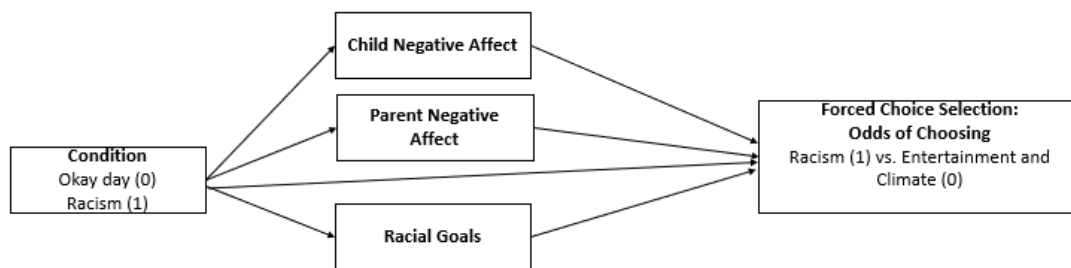 Child Negative Affect
Parent Negative
Affect
Condition
Okay day (0)
Racism (1)
Racial Goals
Forced Choice Selection:
Odds of Choosing
Racism (1) vs. Entertainment and
Climate (0)